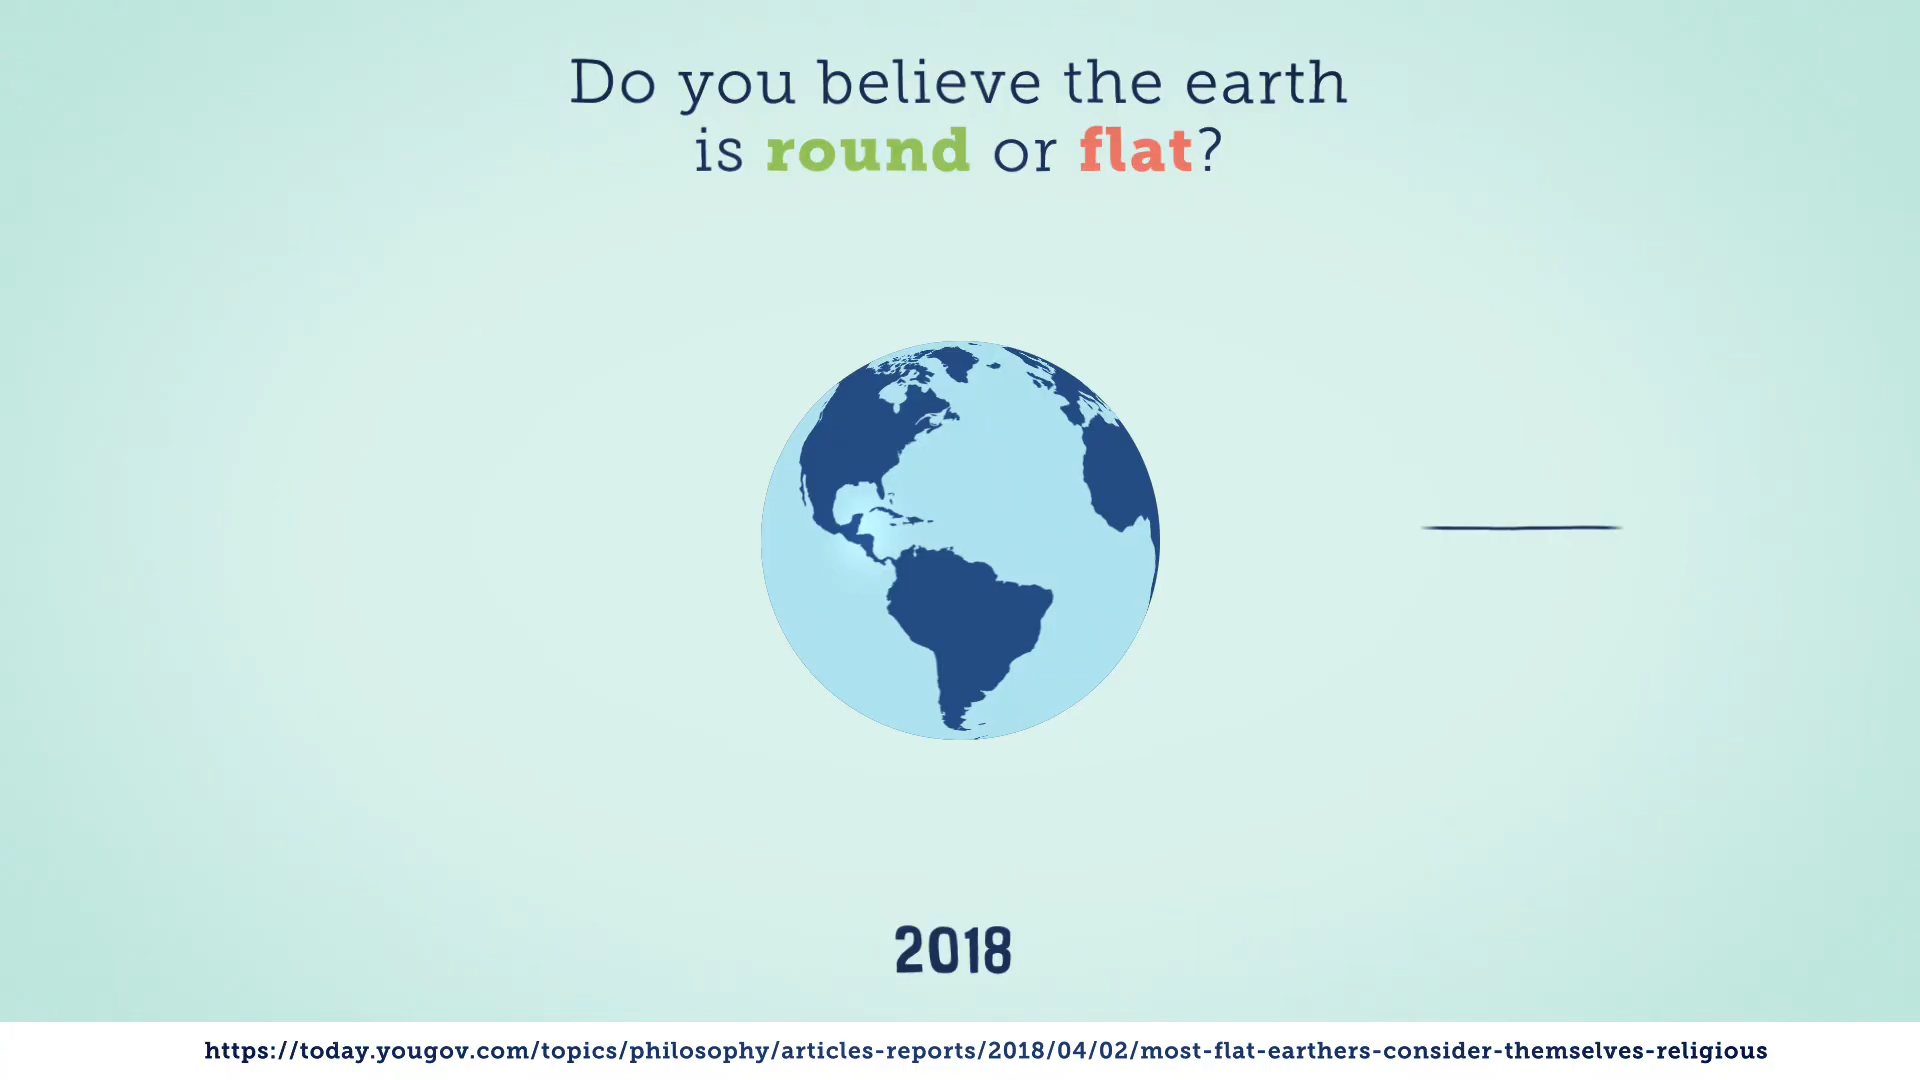 Do you believe the earth
is round or flat?
2018
https://today.yougov.com/topics/philosophy/articles-reports/2018/04/02/most-flat-earthers-consider-themselves-religious